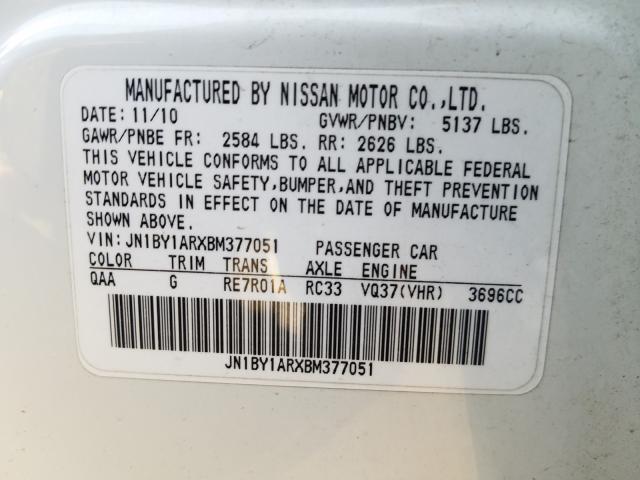 MANUFACTURED BY NISSAN MOTOR CO.,LTD.
DATE: 11/10 GVWR/PNBV: 5137 LBS.
GAWR/PNBE FR: 2584 LBS. RR: 2626 LBS.
THIS VEHICLE CONFORMS TO ALL APPLICABLE FEDERAL
MOTOR VEHICLE SAFETY,BUMPER,AND THEFT PREVENTION
STANDARDS IN EFFECT ON THE DATE OF MANUFACTURE
SHOWN ABOVE.
VIN: JN1BY1ARXBM377051 PASSENGER CAR
COLOR TRIM TRANS AXLE ENGINE
QAA G RE7R01A RC33 VQ37(VHR) 3696CC
JN1BY1ARXBM377051